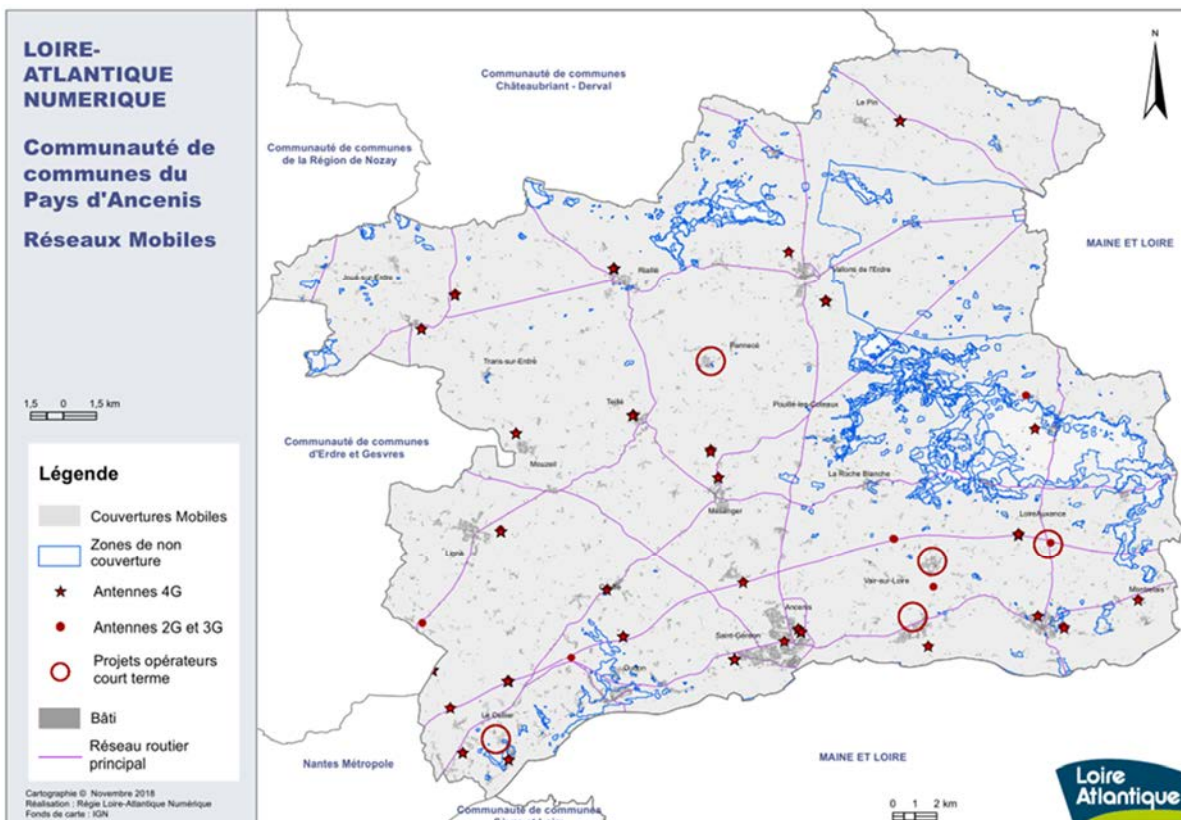 LOIRE-
ATLANTIQUE
NUMERIQUE
Communauté de
communes du
Pays d'Ancenis
Réseaux Mobiles
1,5 0 1,5 km
Légende
Couvertures Mobiles
Zones de non
couverture
Antennes 4G
Antennes 2G et 3G
Projets opérateurs
court terme
Bâti
Réseau routier
principal
Cartographie © Novembre 2018
Réalisation : Régie Loire-Atlantique Numérique
Fonds de carte : IGN
N
Communauté de communes
Châteaubriant - Derval
Communauté de communes
de la Région de Nozay
Le Pin
MAINE ET LOIRE
Joué-sur-Erdre
Riaillé
Vallons de l'Erdre
Pannecé
Trans-sur-Erdre
Teillé
Pouillé-les-Coteaux
Communauté de communes
d'Erdre et Gesvres
Mouzeil
La Roche Blanche
Mésanger
LoireAuxence
Ligné
Vair-sur-Loire
Montrelais
Ancenis
Saint-Géréon
Oudon
Le Cellier
Nantes Métropole
MAINE ET LOIRE
Communauté de communes
0 1 2 km
Loire
Atlantique